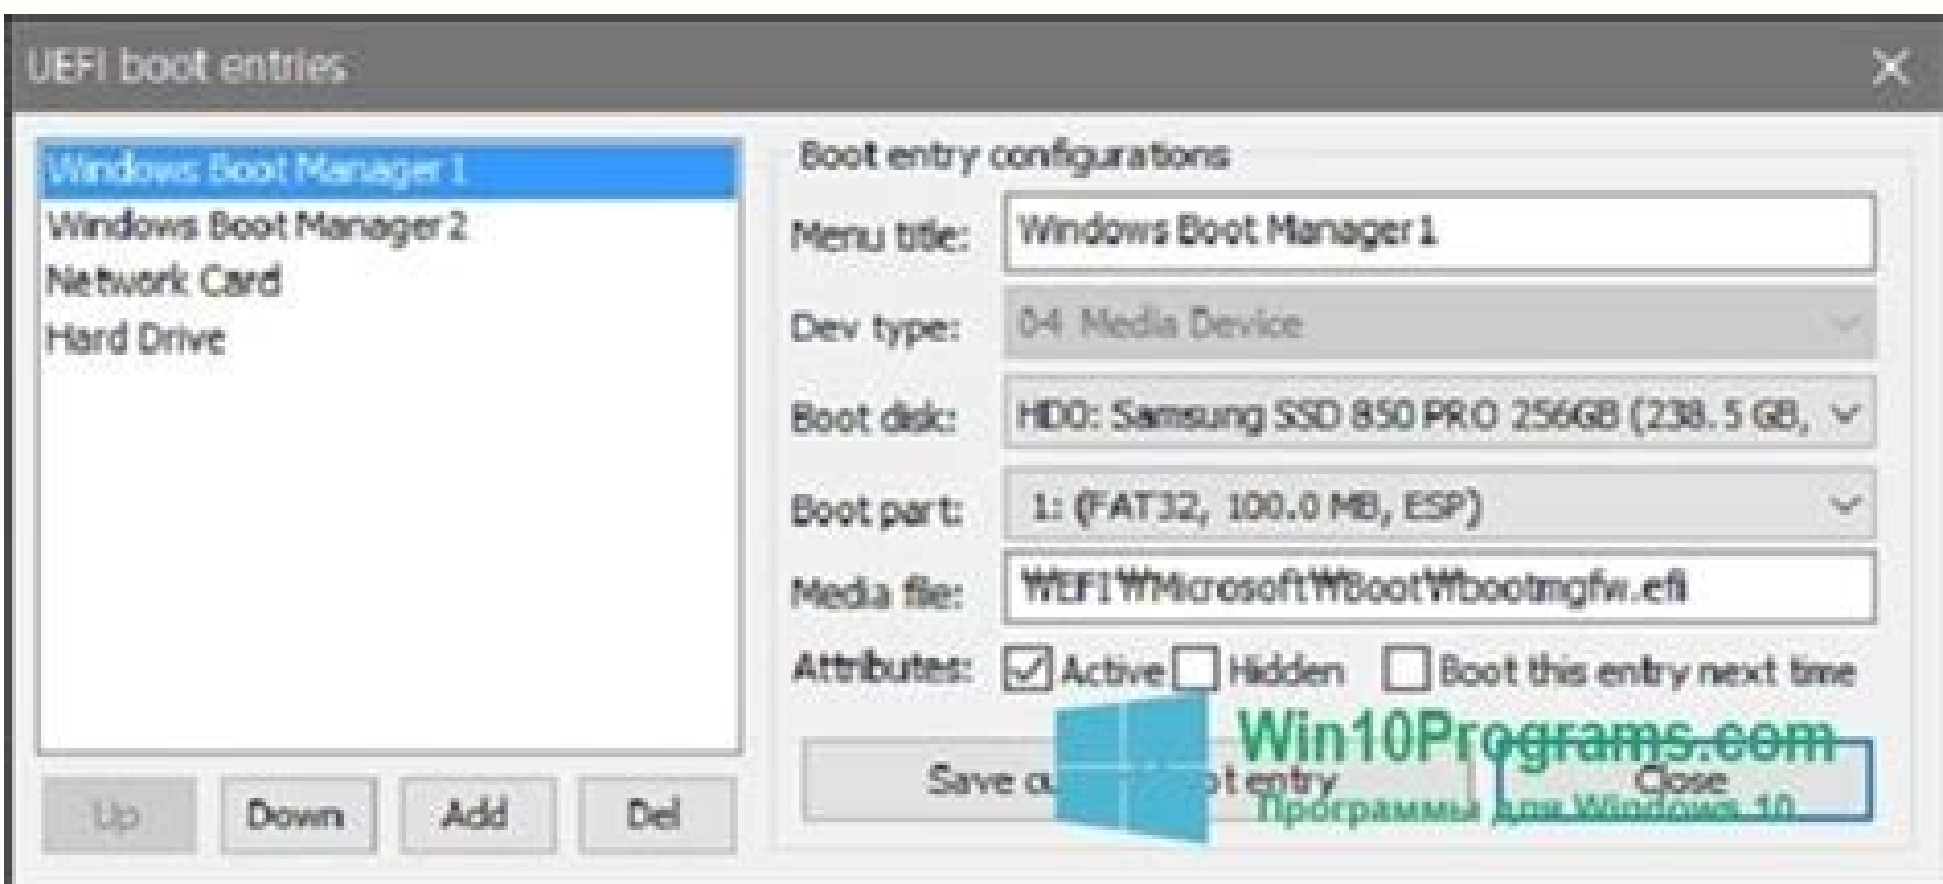 UEFI boot entries
Windows Boot Manager 1
Windows Boot Manager 2
Network Card
Hard Drive
Up
Down
Add
Del
Boot entry configurations
Menu title:
Windows Boot Manager 1
Dev type:
04 Media Device
Boot disk:
HD0: Samsung SSD 850 PRO 256GB (238.5 GB,
Boot part:
1: (FAT32, 100.0 MB, ESP)
Media file:
₩EFI₩Microsoft₩Boot₩bootmgfw.efi
Attributes:
Active
Hidden
Boot this entry next time
Save
entry
Close
Win10Programs.com
Программы для Windows 10